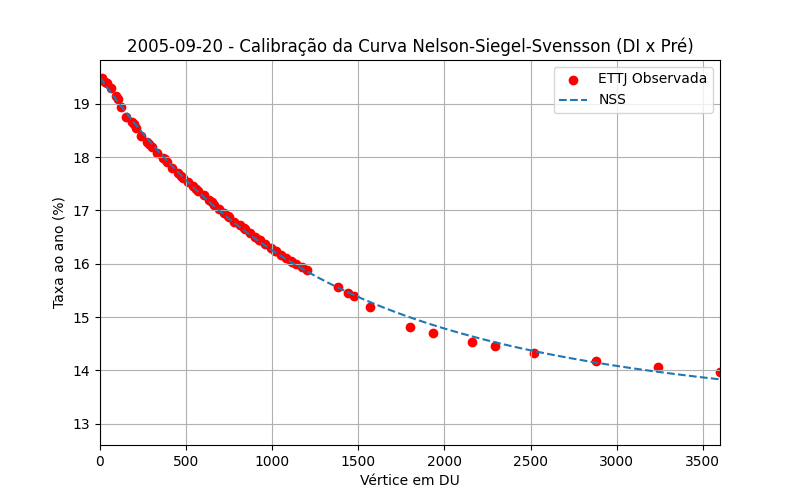 2005-09-20 - Calibração da Curva Nelson-Siegel-Svensson (DI x Pré)
ETTJ Observada
NSS
Taxa ao ano (%)
19
18
17
16
15
14
13
0 500 1000 1500 2000 2500 3000 3500
Vértice em DU